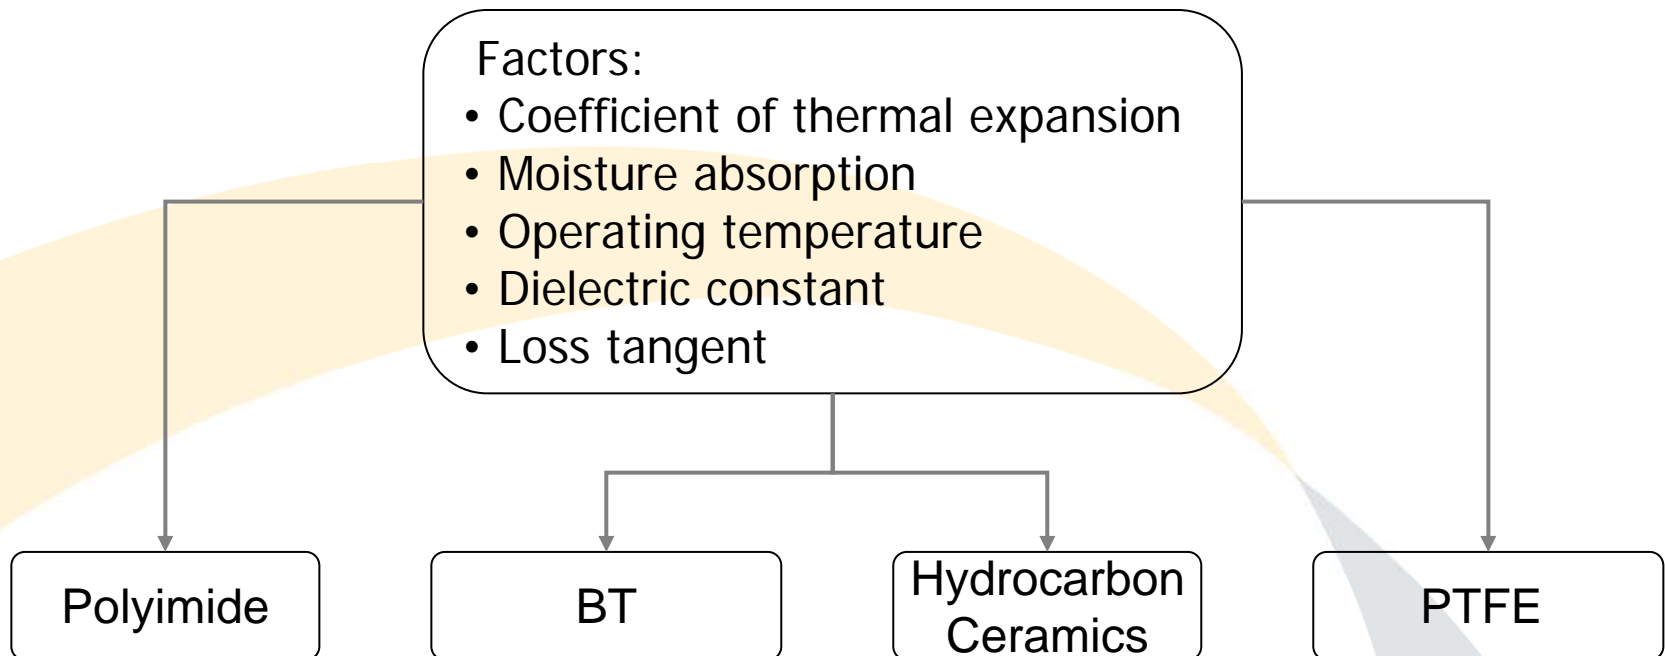 Factors:
• Coefficient of thermal expansion
• Moisture absorption
• Operating temperature
• Dielectric constant
• Loss tangent
Polyimide
BT
Hydrocarbon
Ceramics
PTFE